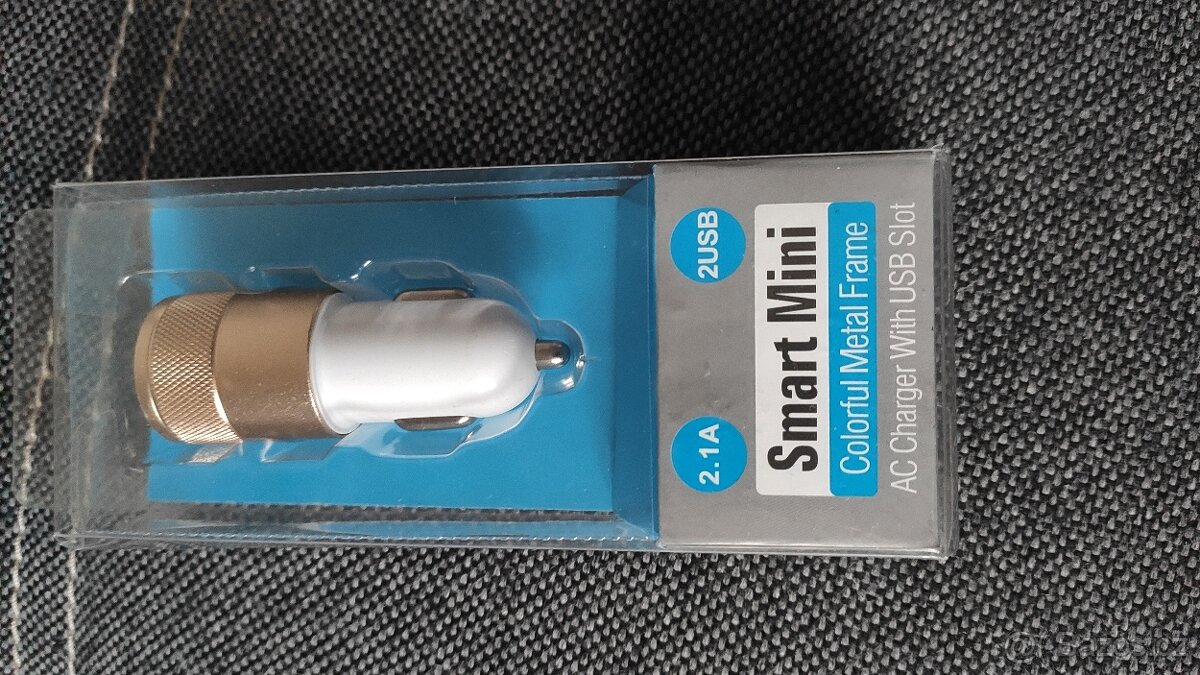 2.1A 2USB
Smart Mini
Colorful Metal Frame
AC Charger With USB Slot